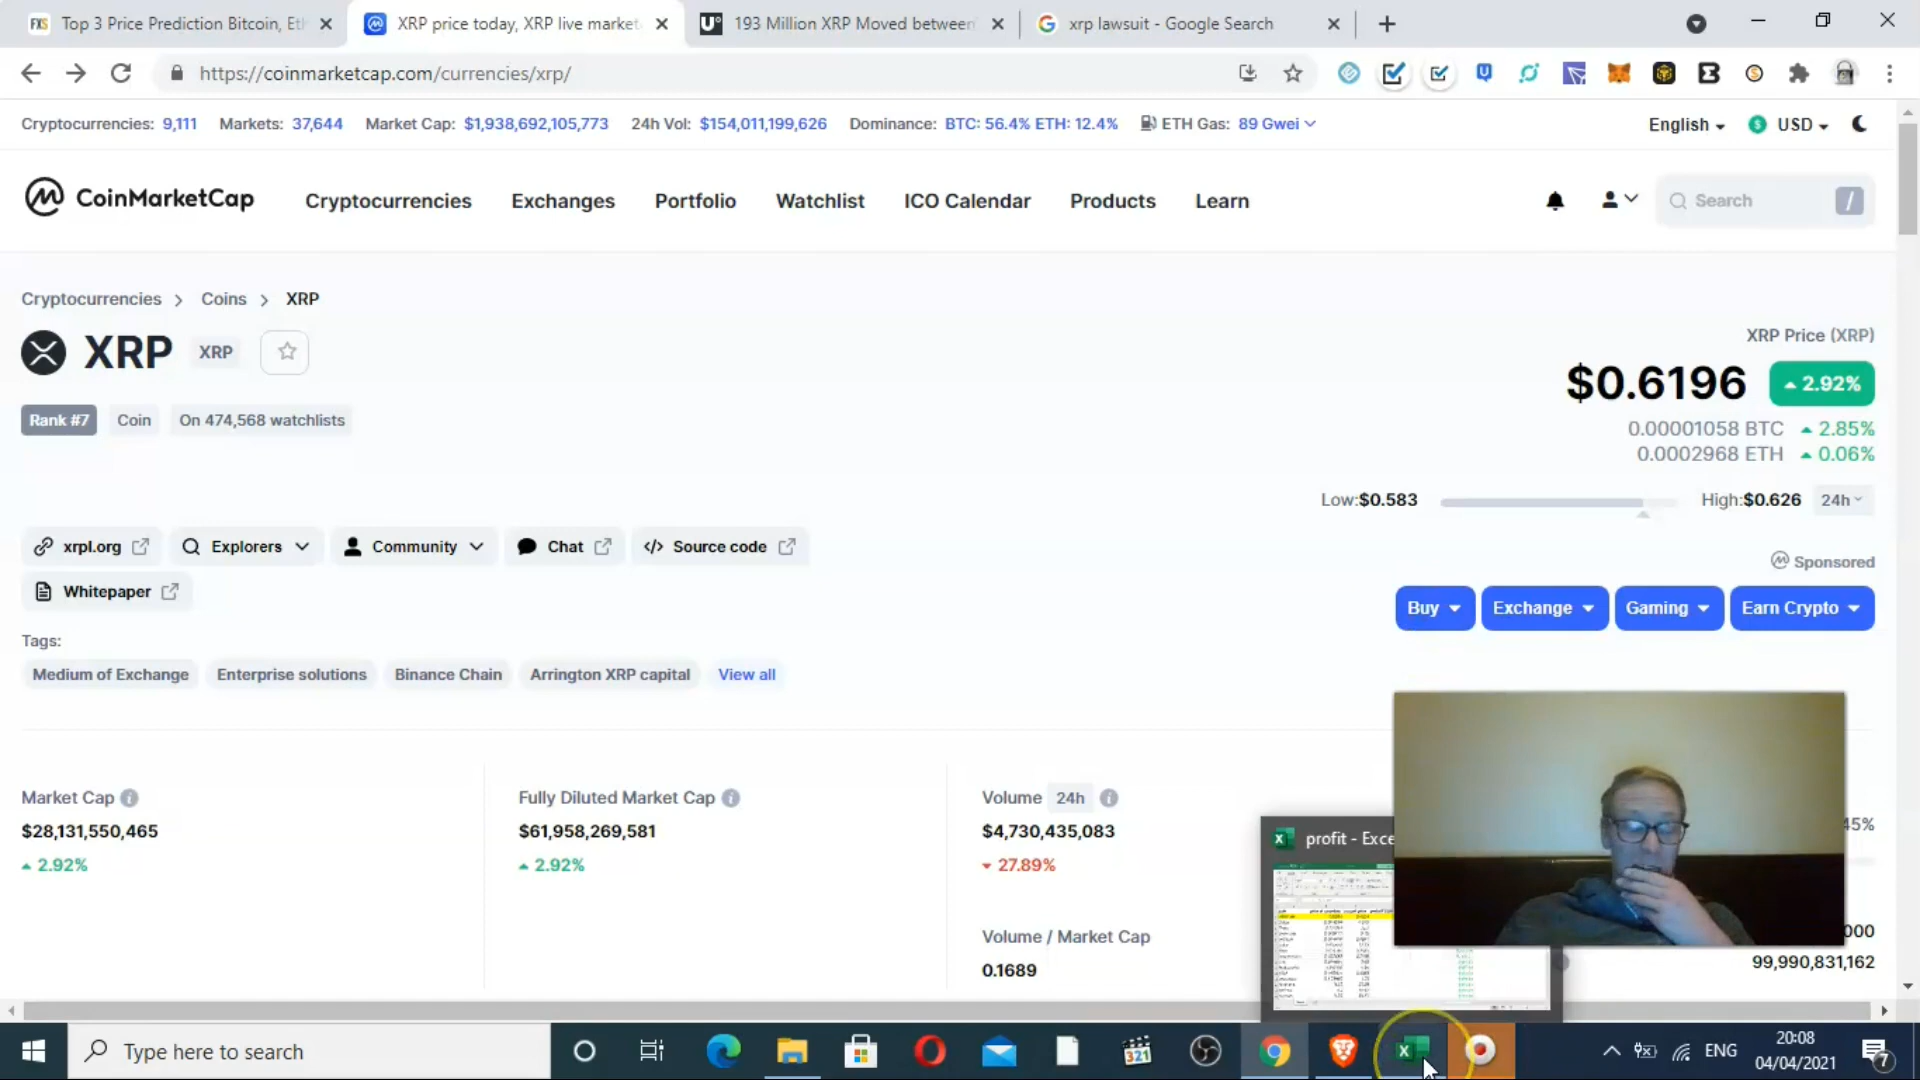 Top 3 Price Prediction Bitcoin, Eth
XRP price today, XRP live market
193 Million XRP Moved between
xrp lawsuit - Google Search
https://coinmarketcap.com/currencies/xrp/
Cryptocurrencies: 9,111 Markets: 37,644 Market Cap: $1,938,692,105,773 24h Vol: $154,011,199,626 Dominance: BTC: 56.4% ETH: 12.4% ETH Gas: 89 Gwei
English USD
CoinMarketCap Cryptocurrencies Exchanges Portfolio Watchlist ICO Calendar Products Learn Search /
Cryptocurrencies > Coins > XRP
XRP XRP
XRP Price (XRP)
$0.6196 2.92%
Rank #7 Coin On 474,568 watchlists
0.00001058 BTC 2.85%
0.0002968 ETH 0.06%
Low:$0.583 High:$0.626 24h
xrpl.org Explorers Community Chat </> Source code
Sponsored
Whitepaper
Buy Exchange Gaming Earn Crypto
Tags:
Medium of Exchange Enterprise solutions Binance Chain Arrington XRP capital View all
Market Cap Fully Diluted Market Cap Volume 24h
$28,131,550,465 $61,958,269,581 $4,730,435,083
45%
2.92% 2.92% 27.89%
profit - Exce
Volume / Market Cap
0.1689
000
99,990,831,162
Type here to search
321
ENG
20:08
04/04/2021
7